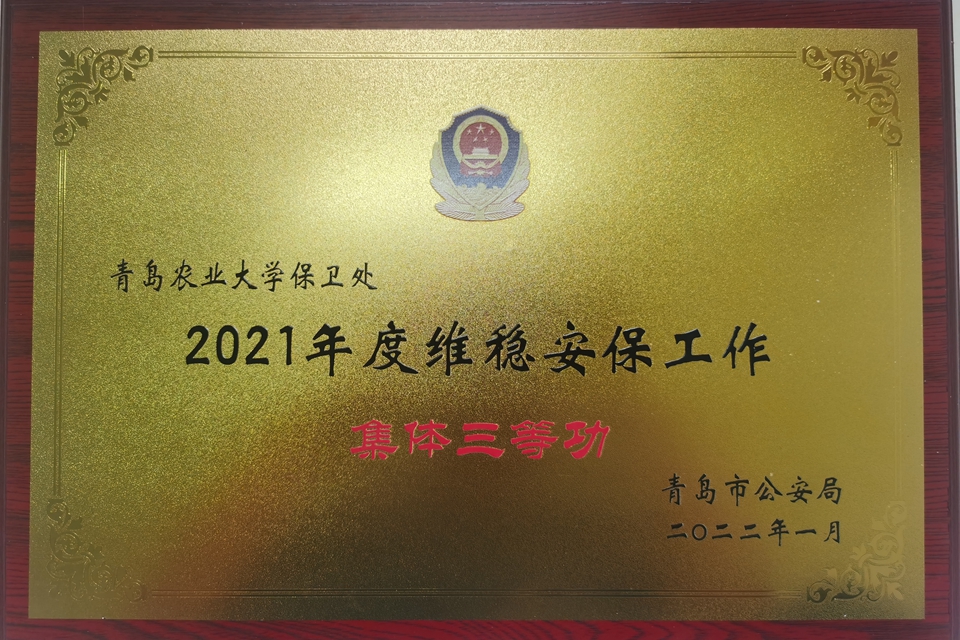 青岛农业大学保卫处
2021年度维稳安保工作
集体三等功
青岛市公安局
二〇二二年一月